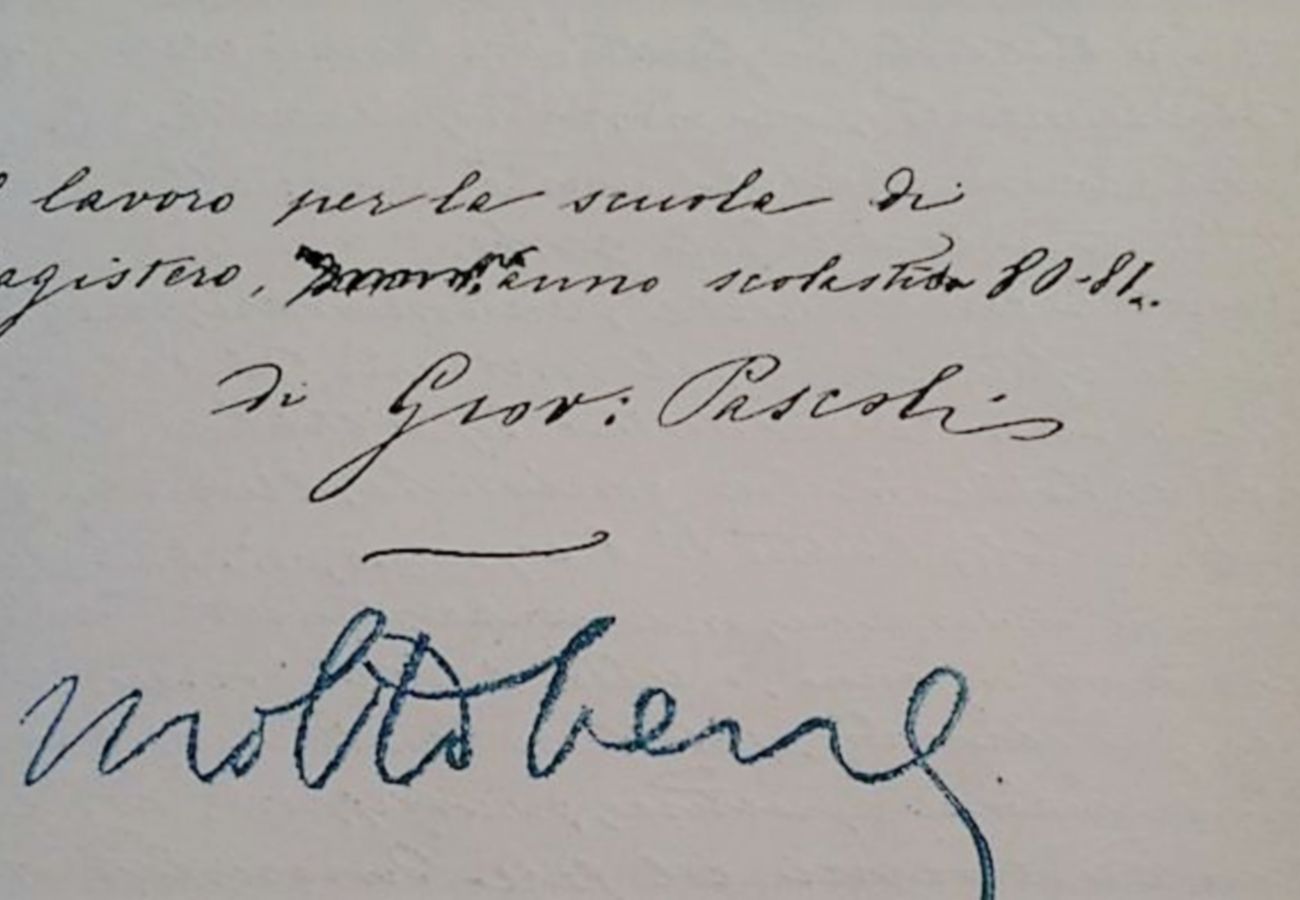 lavoro per la scuola di
agistero, anno scolastico 80-81.
di Giov: Pascoli
molto bene